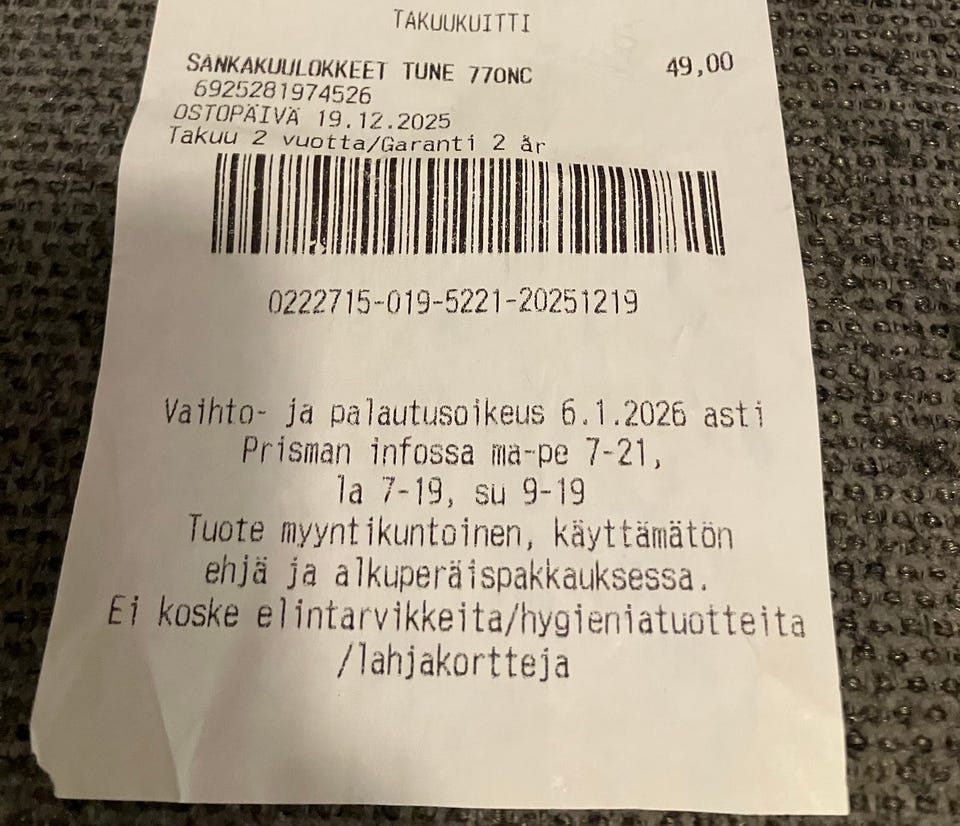 TAKUUKUITTI
SANKAKUULOKKEET TUNE 770NC 49,00
6925281974526
OSTOPÄIVÄ 19.12.2025
Takuu 2 vuotta/Garanti 2 år
0222715-019-5221-20251219
Vaihto- ja palautusoikeus 6.1.2026 asti
Prisman infossa ma-pe 7-21,
la 7-19, su 9-19
Tuote myyntikuntoinen, käyttämätön
ehjä ja alkuperäispakkauksessa.
Ei koske elintarvikkeita/hygieniatuotteita
/lahjakortteja